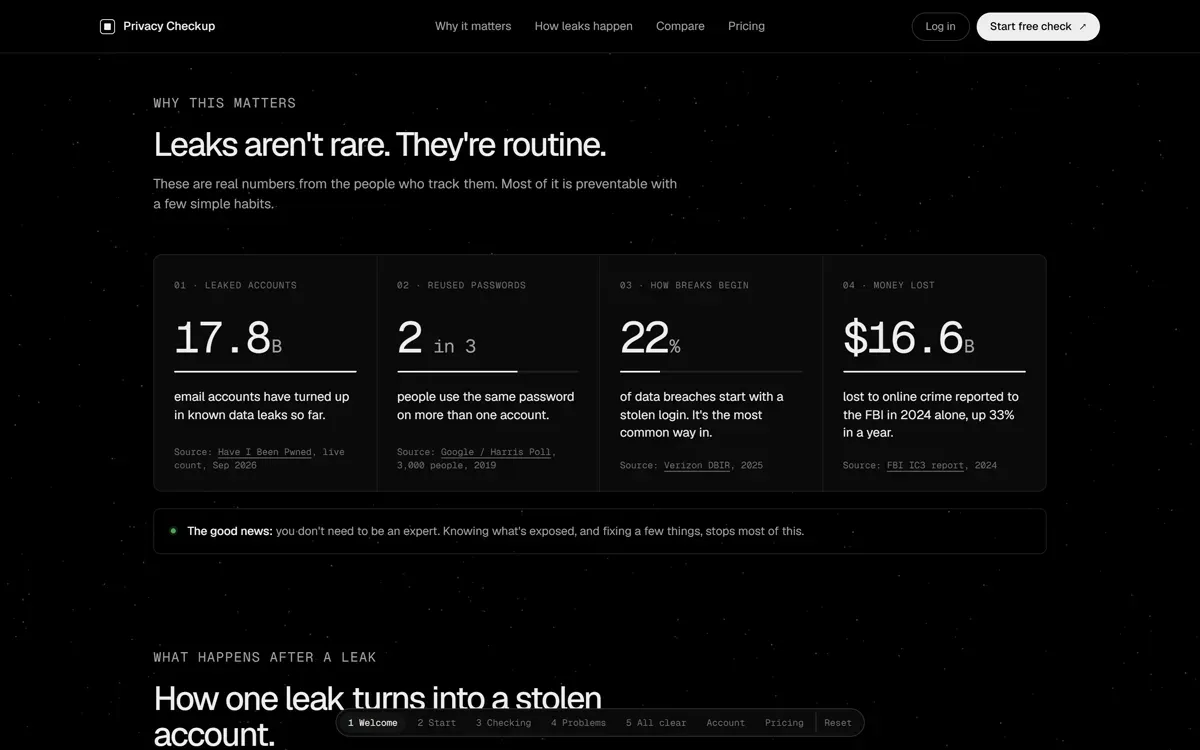 Privacy Checkup
Why it matters
How leaks happen
Compare
Pricing
Log in
Start free check ↗
WHY THIS MATTERS
Leaks aren't rare. They're routine.
These are real numbers from the people who track them. Most of it is preventable with
a few simple habits.
01 · LEAKED ACCOUNTS
17.8B
email accounts have turned up
in known data leaks so far.
Source: Have I Been Pwned, live
count, Sep 2026
02 · REUSED PASSWORDS
2 in 3
people use the same password
on more than one account.
Source: Google / Harris Poll,
3,000 people, 2019
03 · HOW BREAKS BEGIN
22%
of data breaches start with a
stolen login. It's the most
common way in.
Source: Verizon DBIR, 2025
04 · MONEY LOST
$16.6B
lost to online crime reported to
the FBI in 2024 alone, up 33%
in a year.
Source: FBI IC3 report, 2024
The good news: you don't need to be an expert. Knowing what's exposed, and fixing a few things, stops most of this.
WHAT HAPPENS AFTER A LEAK
How one leak turns into a stolen
account.
1 Welcome
2 Start
3 Checking
4 Problems
5 All clear
Account
Pricing
Reset